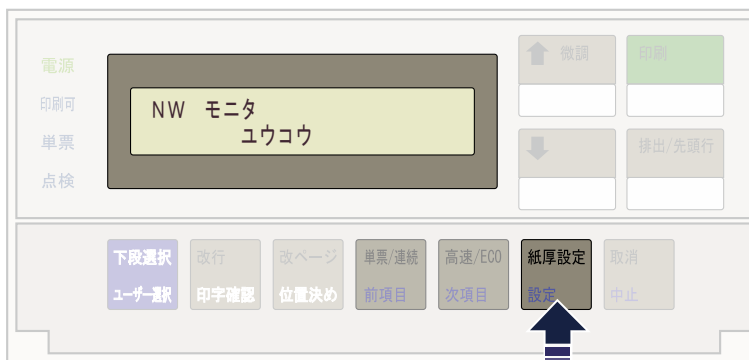 電源
印刷可
単票
点検
NW モニタ
ユウコウ
微調
印刷
排出/先頭行
下段選択
改行
改ページ
単票/連続
高速/ECO
紙厚設定
取消
ユーザー選択
印字確認
位置決め
前項目
次項目
設定
中止